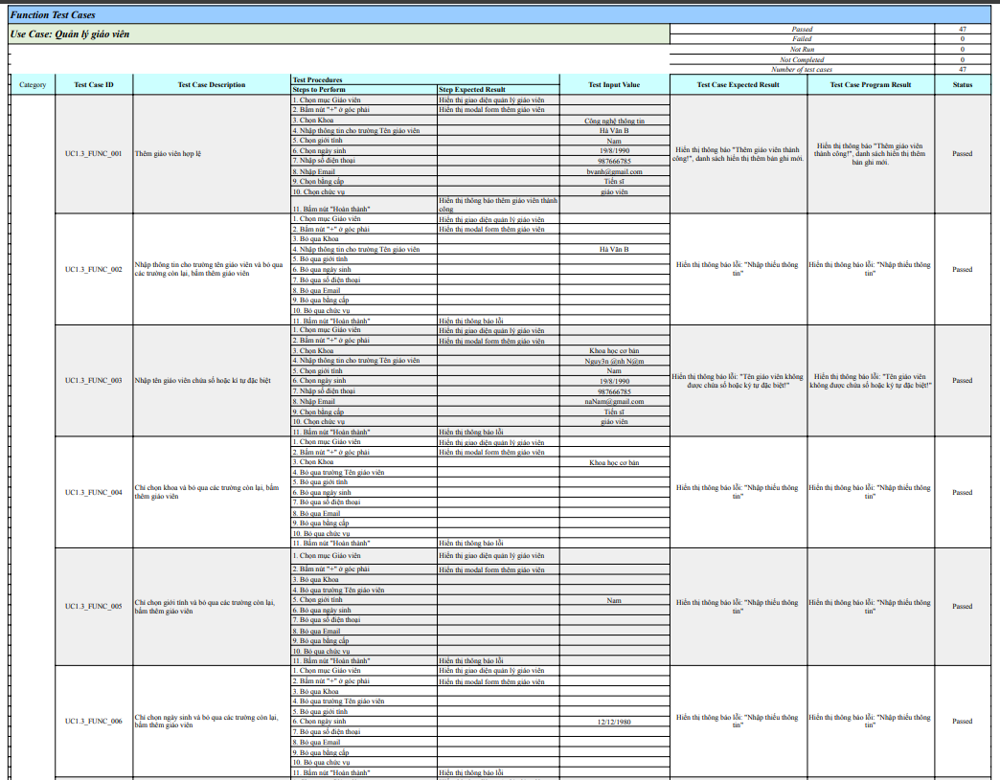 Function Test Cases
Use Case: Quản lý giáo viên
Passed 47
Failed 0
Not Run 0
Not Completed 0
Number of test cases 47
Category Test Case ID Test Case Description Test Procedures Test Input Value Test Case Expected Result Test Case Program Result Status
Steps to Perform Step Expected Result
UC1.3_FUNC_001 Thêm giáo viên hợp lệ
1. Chọn mục Giáo viên Hiển thị giao diện quản lý giáo viên
2. Bấm nút "+" ở góc phải Hiển thị modal form thêm giáo viên
3. Chọn Khoa Công nghệ thông tin
4. Nhập thông tin cho trường Tên giáo viên Hà Văn B
5. Chọn giới tính Nam
6. Chọn ngày sinh 19/8/1990
7. Nhập số điện thoại 987666785
8. Nhập Email bvanh@gmail.com
9. Chọn bằng cấp Tiến sĩ
10. Chọn chức vụ giáo viên
11. Bấm nút "Hoàn thành" Hiển thị thông báo thêm giáo viên thành công
Hiển thị thông báo "Thêm giáo viên thành công!", danh sách hiển thị thêm bản ghi mới.
Hiển thị thông báo "Thêm giáo viên thành công!", danh sách hiển thị thêm bản ghi mới.
Passed
UC1.3_FUNC_002 Nhập thông tin cho trường tên giáo viên và bỏ qua các trường còn lại, bấm thêm giáo viên
1. Chọn mục Giáo viên Hiển thị giao diện quản lý giáo viên
2. Bấm nút "+" ở góc phải Hiển thị modal form thêm giáo viên
3. Bỏ qua Khoa
4. Nhập thông tin cho trường Tên giáo viên Hà Văn B
5. Bỏ qua giới tính
6. Bỏ qua ngày sinh
7. Bỏ qua số điện thoại
8. Bỏ qua Email
9. Bỏ qua bằng cấp
10. Bỏ qua chức vụ
11. Bấm nút "Hoàn thành" Hiển thị thông báo lỗi
Hiển thị thông báo lỗi: "Nhập thiếu thông tin"
Hiển thị thông báo lỗi: "Nhập thiếu thông tin"
Passed
UC1.3_FUNC_003 Nhập tên giáo viên chứa số hoặc kí tự đặc biệt
1. Chọn mục Giáo viên Hiển thị giao diện quản lý giáo viên
2. Bấm nút "+" ở góc phải Hiển thị modal form thêm giáo viên
3. Chọn Khoa Khoa học cơ bản
4. Nhập thông tin cho trường Tên giáo viên Nguy3n @nh N@m
5. Chọn giới tính Nam
6. Chọn ngày sinh 19/8/1990
7. Nhập số điện thoại 987666785
8. Nhập Email naNam@gmail.com
9. Chọn bằng cấp Tiến sĩ
10. Chọn chức vụ giáo viên
11. Bấm nút "Hoàn thành" Hiển thị thông báo lỗi
Hiển thị thông báo lỗi: "Tên giáo viên không được chứa số hoặc ký tự đặc biệt!"
Hiển thị thông báo lỗi: "Tên giáo viên không được chứa số hoặc ký tự đặc biệt!"
Passed
UC1.3_FUNC_004 Chỉ chọn khoa và bỏ qua các trường còn lại, bấm thêm giáo viên
1. Chọn mục Giáo viên Hiển thị giao diện quản lý giáo viên
2. Bấm nút "+" ở góc phải Hiển thị modal form thêm giáo viên
3. Chọn Khoa Khoa học cơ bản
4. Bỏ qua trường Tên giáo viên
5. Bỏ qua giới tính
6. Bỏ qua ngày sinh
7. Bỏ qua số điện thoại
8. Bỏ qua Email
9. Bỏ qua bằng cấp
10. Bỏ qua chức vụ
11. Bấm nút "Hoàn thành" Hiển thị thông báo lỗi
Hiển thị thông báo lỗi: "Nhập thiếu thông tin"
Hiển thị thông báo lỗi: "Nhập thiếu thông tin"
Passed
UC1.3_FUNC_005 Chỉ chọn giới tính và bỏ qua các trường còn lại, bấm thêm giáo viên
1. Chọn mục Giáo viên Hiển thị giao diện quản lý giáo viên
2. Bấm nút "+" ở góc phải Hiển thị modal form thêm giáo viên
3. Bỏ qua Khoa
4. Bỏ qua trường Tên giáo viên
5. Chọn giới tính Nam
6. Bỏ qua ngày sinh
7. Bỏ qua số điện thoại
8. Bỏ qua Email
9. Bỏ qua bằng cấp
10. Bỏ qua chức vụ
11. Bấm nút "Hoàn thành" Hiển thị thông báo lỗi
Hiển thị thông báo lỗi: "Nhập thiếu thông tin"
Hiển thị thông báo lỗi: "Nhập thiếu thông tin"
Passed
UC1.3_FUNC_006 Chỉ chọn ngày sinh và bỏ qua các trường còn lại, bấm thêm giáo viên
1. Chọn mục Giáo viên Hiển thị giao diện quản lý giáo viên
2. Bấm nút "+" ở góc phải Hiển thị modal form thêm giáo viên
3. Bỏ qua Khoa
4. Bỏ qua trường Tên giáo viên
5. Bỏ qua giới tính
6. Chọn ngày sinh 12/12/1980
7. Bỏ qua số điện thoại
8. Bỏ qua Email
9. Bỏ qua bằng cấp
10. Bỏ qua chức vụ
11. Bấm nút "Hoàn thành" Hiển thị thông báo lỗi
Hiển thị thông báo lỗi: "Nhập thiếu thông tin"
Hiển thị thông báo lỗi: "Nhập thiếu thông tin"
Passed